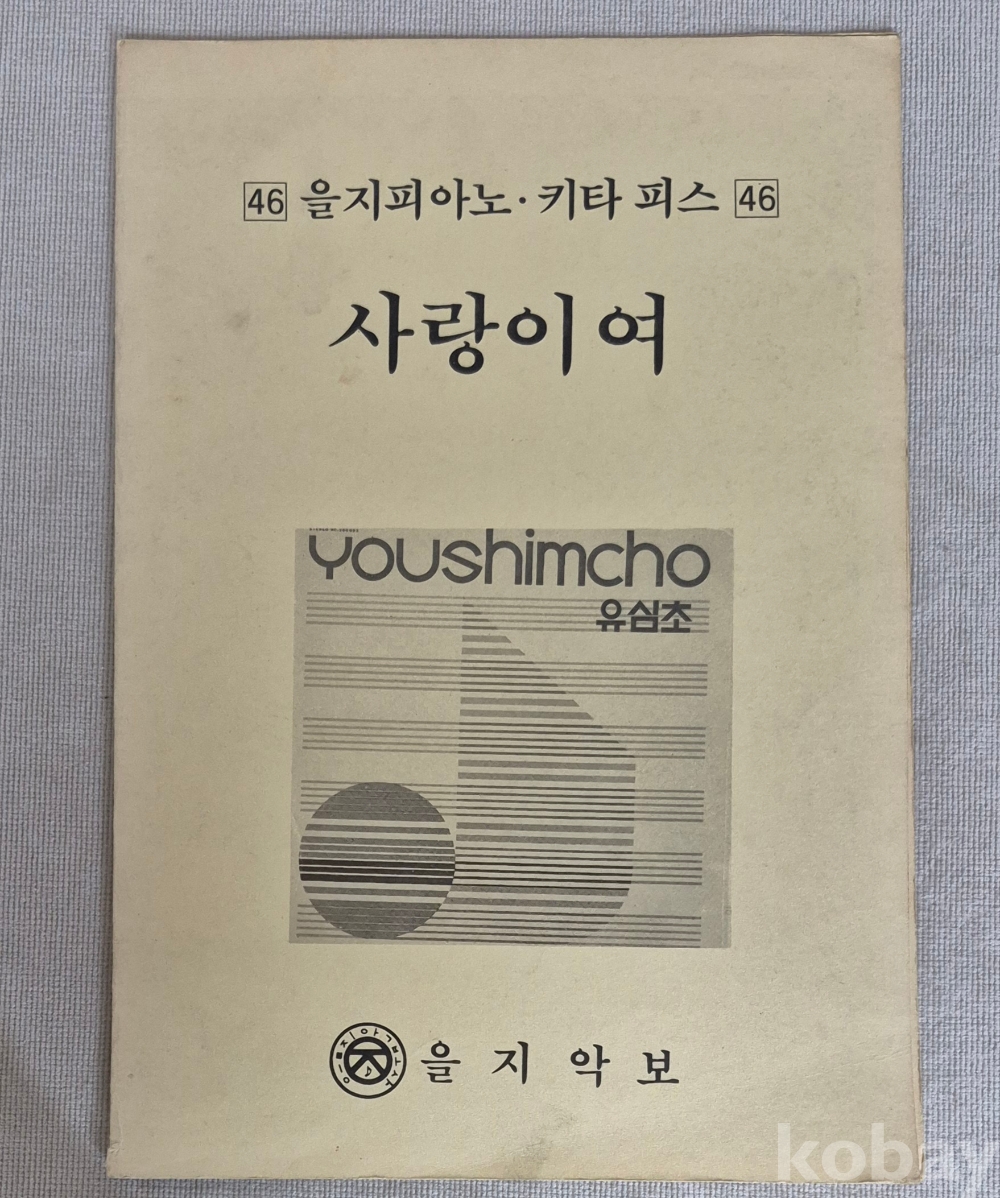 46 을지피아노·키타 피스 46
사랑이여
Youshimcho
유심초
을지악보
kobay